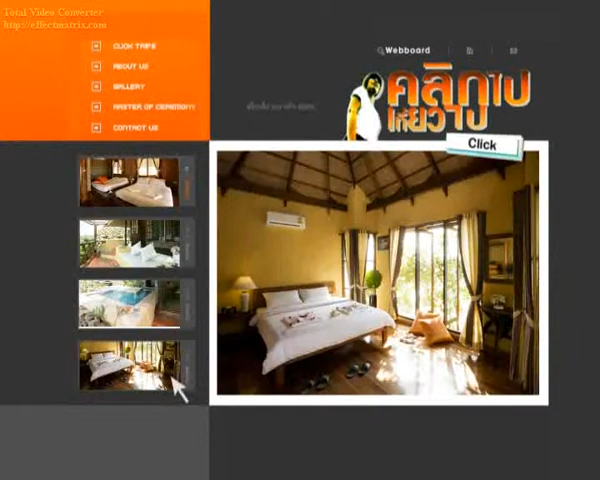 Total Video Converter
http://effectmatrix.com
CLICK TRIPS
ABOUT US
GALLERY
MASTER OF CEREMONY
CONTACT US
Webboard
คลิกไป
เที่ยวไป
Click